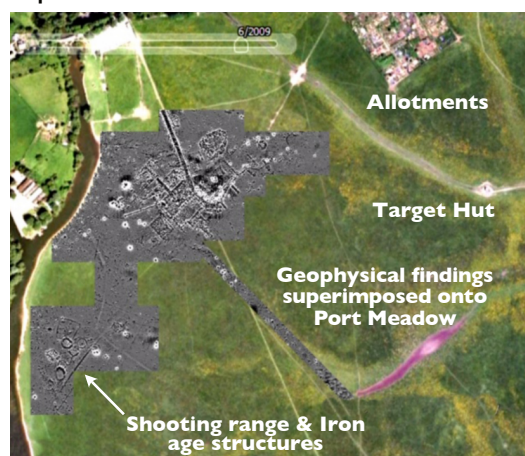 6/2009
Allotments
Target Hut
Geophysical findings
superimposed onto
Port Meadow
Shooting range & Iron
age structures